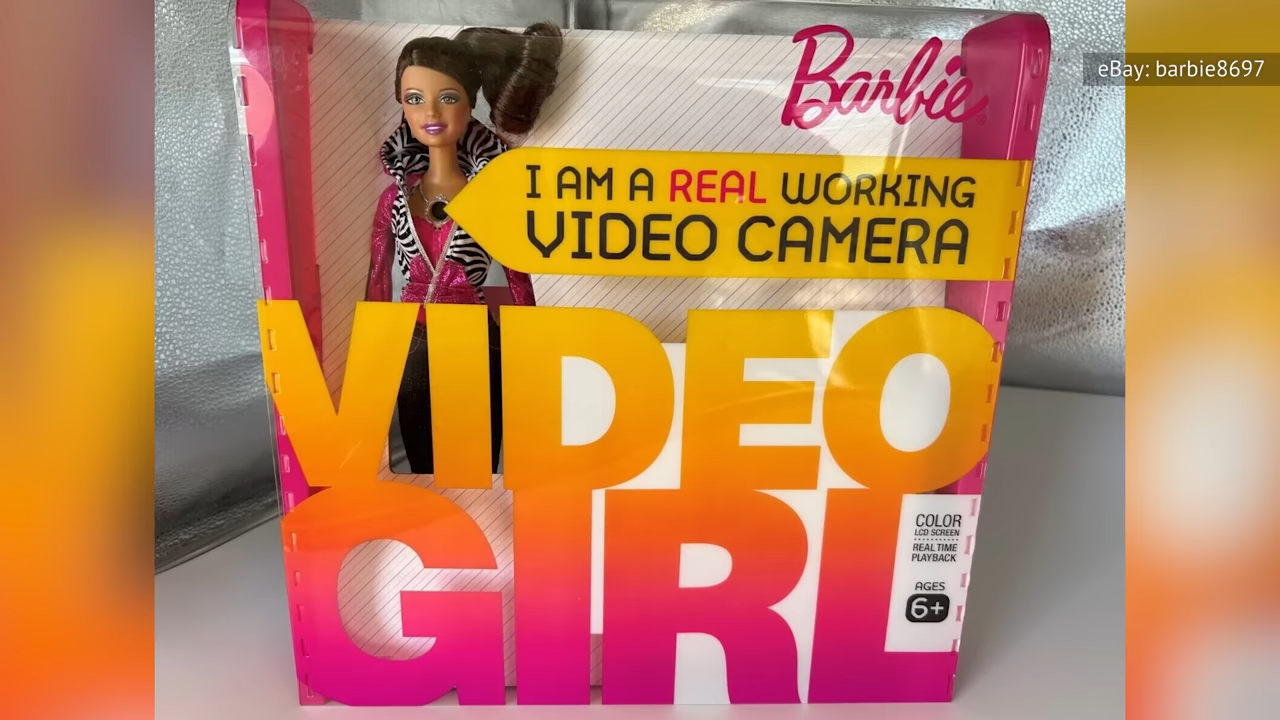 eBay: barbie8697
Barbie
I AM A REAL WORKING
VIDEO CAMERA
VIDEO
GIRL
COLOR
LCD SCREEN
REAL TIME
PLAYBACK
AGES
6+